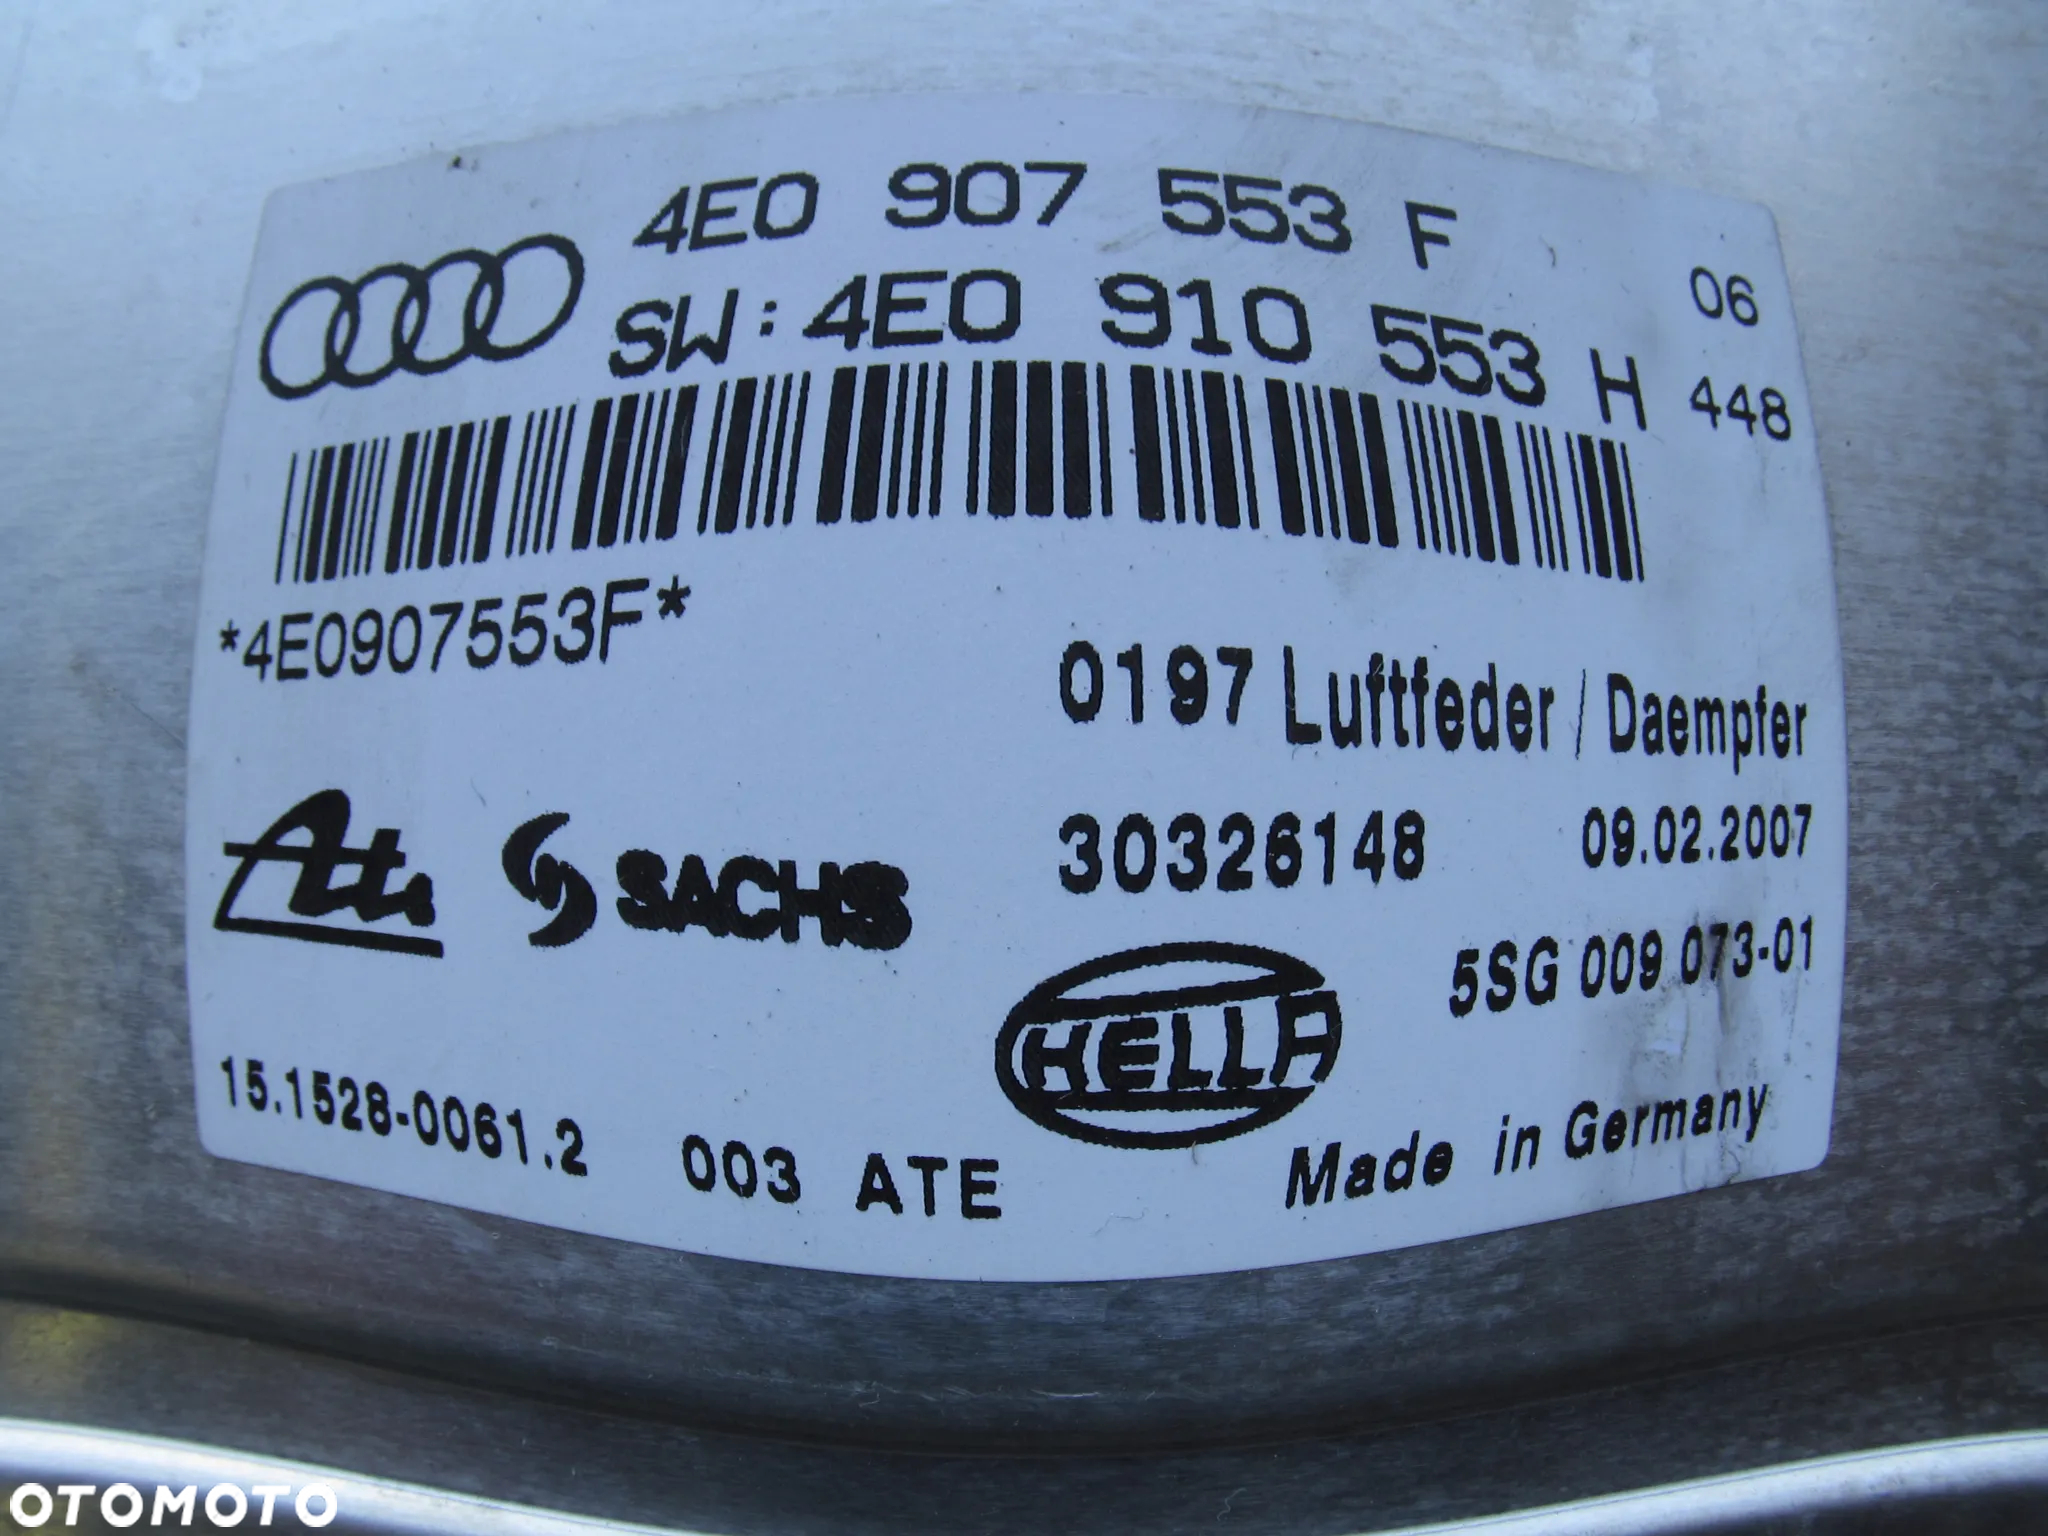 4E0 907 553 F
SW: 4E0 910 553 H
06
448
*4E0907553F*
0197 Luftfeder / Daempfer
Ate
SACHS
30326148 09.02.2007
HELLA
5SG 009 073-01
15.1528-0061.2 003 ATE
Made in Germany
OTOMOTO